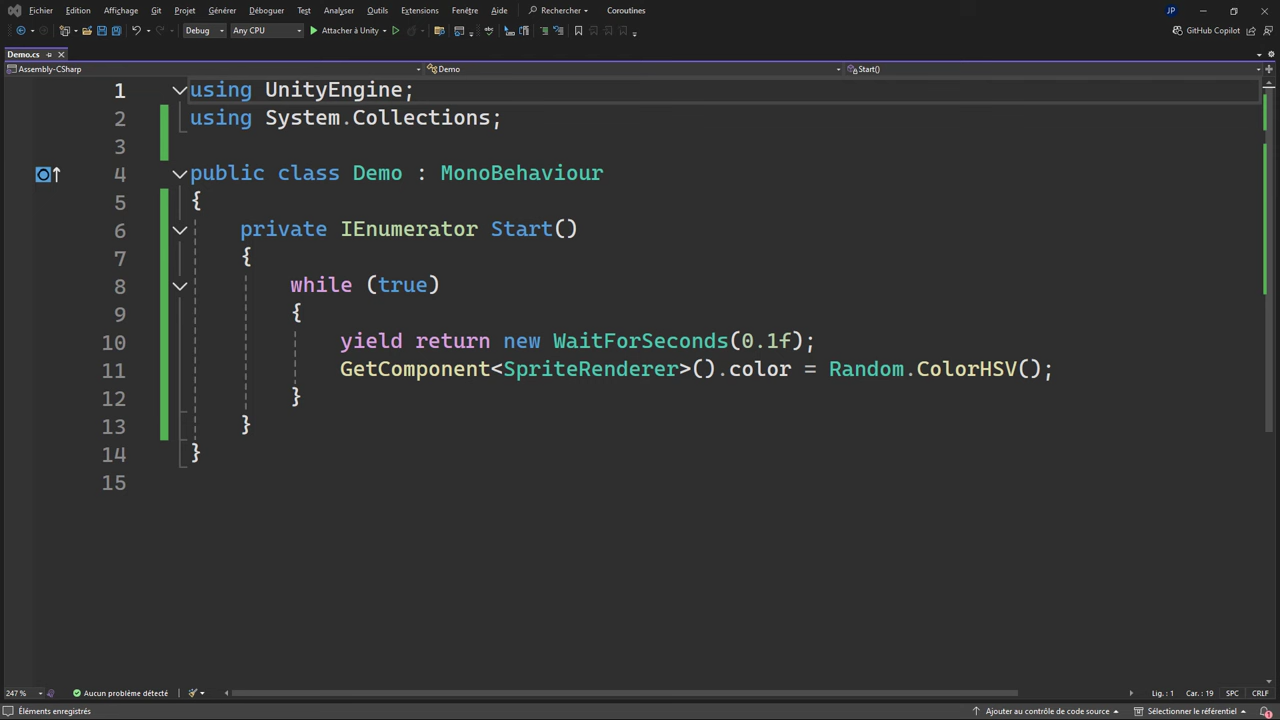 Fichier Edition Affichage Git Projet Générer Déboguer Test Analyser Outils Extensions Fenêtre Aide Rechercher Coroutines JP
Debug Any CPU Attacher à Unity GitHub Copilot
Demo.cs
Assembly-CSharp Demo Start()
1 using UnityEngine;
2 using System.Collections;
3
4 public class Demo : MonoBehaviour
5 {
6 private IEnumerator Start()
7 {
8 while (true)
9 {
10 yield return new WaitForSeconds(0.1f);
11 GetComponent<SpriteRenderer>().color = Random.ColorHSV();
12 }
13 }
14 }
15
247 % Aucun problème détecté Lig. : 1 Car. : 19 SPC CRLF
Éléments enregistrés Ajouter au contrôle de code source Sélectionner le référentiel 1